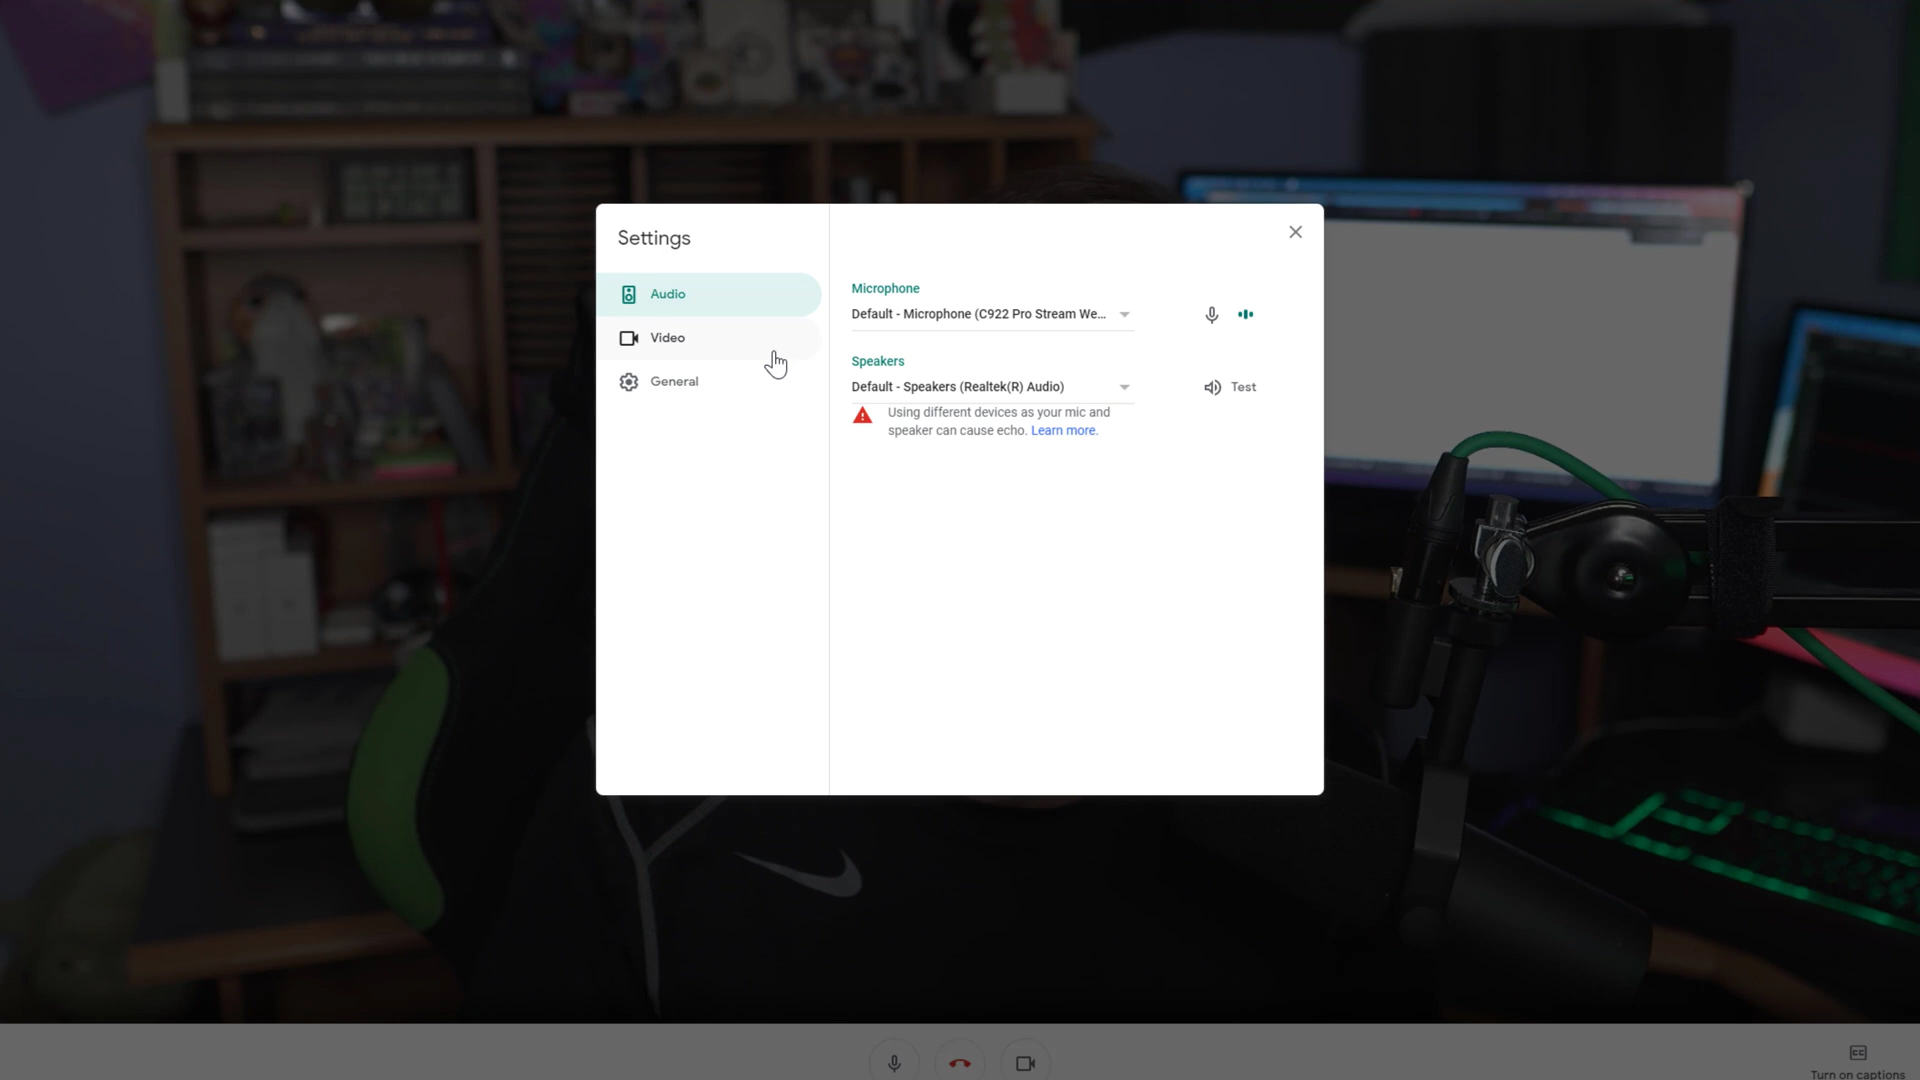 Settings
Audio
Video
General
Microphone
Default - Microphone (C922 Pro Stream We...
Speakers
Default - Speakers (Realtek(R) Audio)
Test
Using different devices as your mic and
speaker can cause echo. Learn more.
CC
Turn on captions